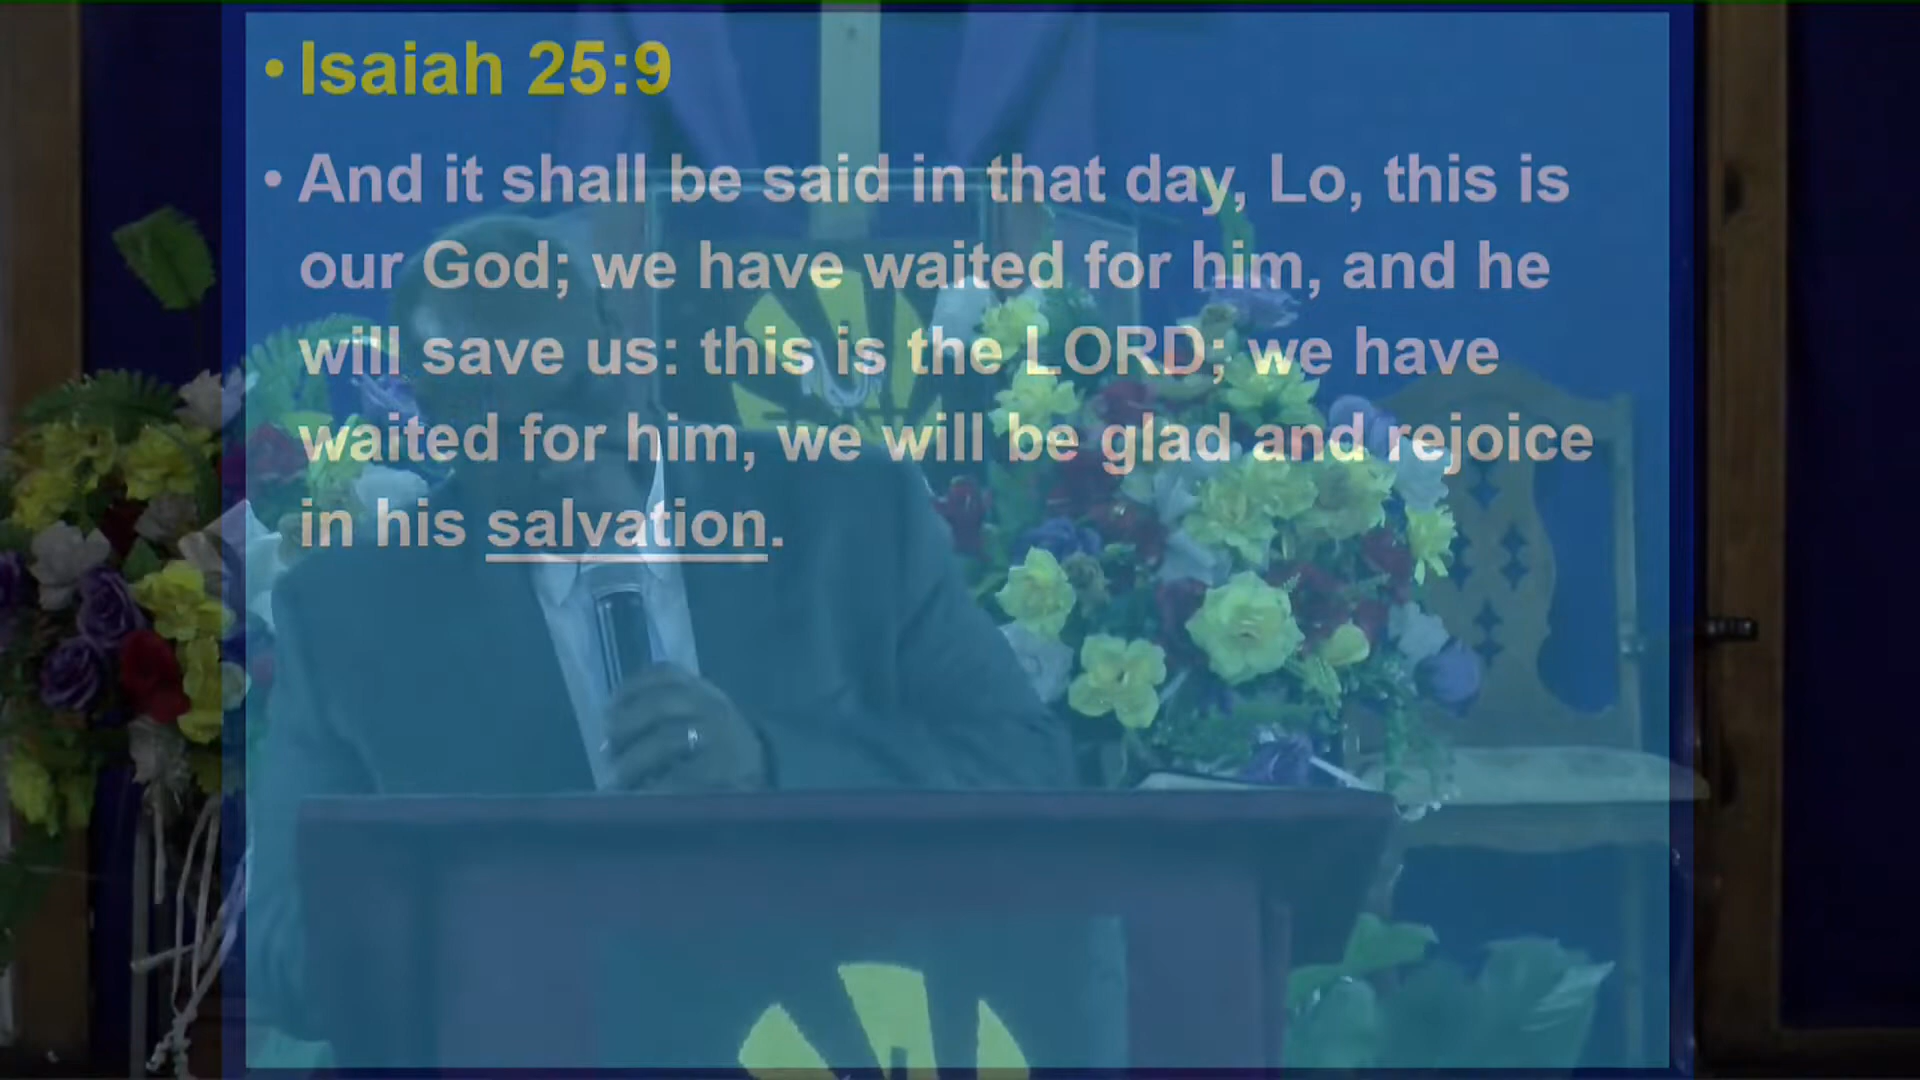 • Isaiah 25:9
• And it shall be said in that day, Lo, this is
our God; we have waited for him, and he
will save us: this is the LORD; we have
waited for him, we will be glad and rejoice
in his salvation.